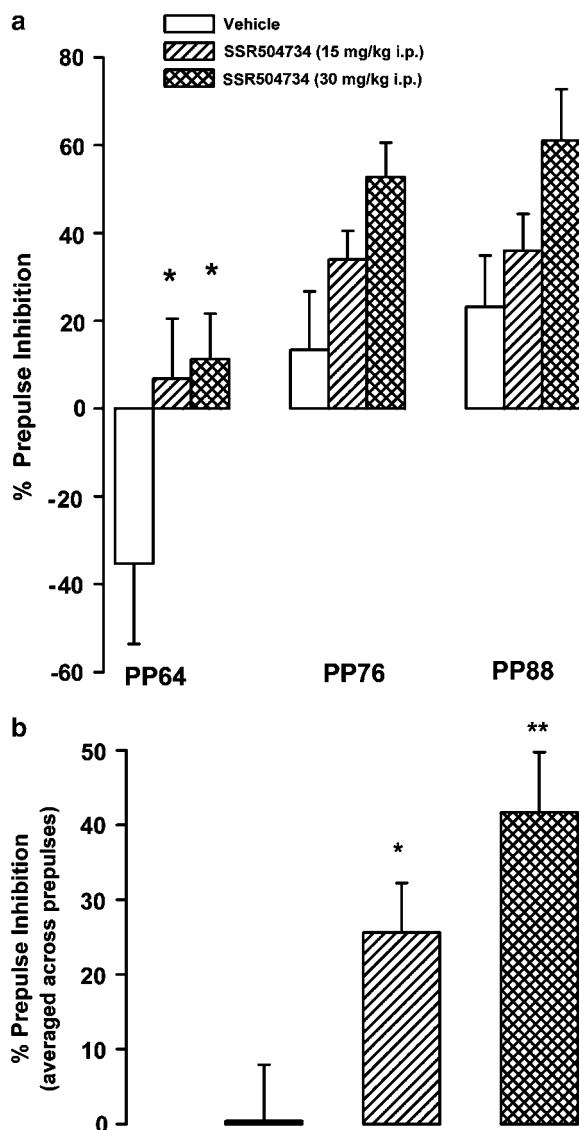 a
Vehicle
SSR504734 (15 mg/kg i.p.)
SSR504734 (30 mg/kg i.p.)
% Prepulse Inhibition
80
60
40
20
0
-20
-40
-60
* *
PP64 PP76 PP88
b
% Prepulse Inhibition
(averaged across prepulses)
50
40
30
20
10
0
* **